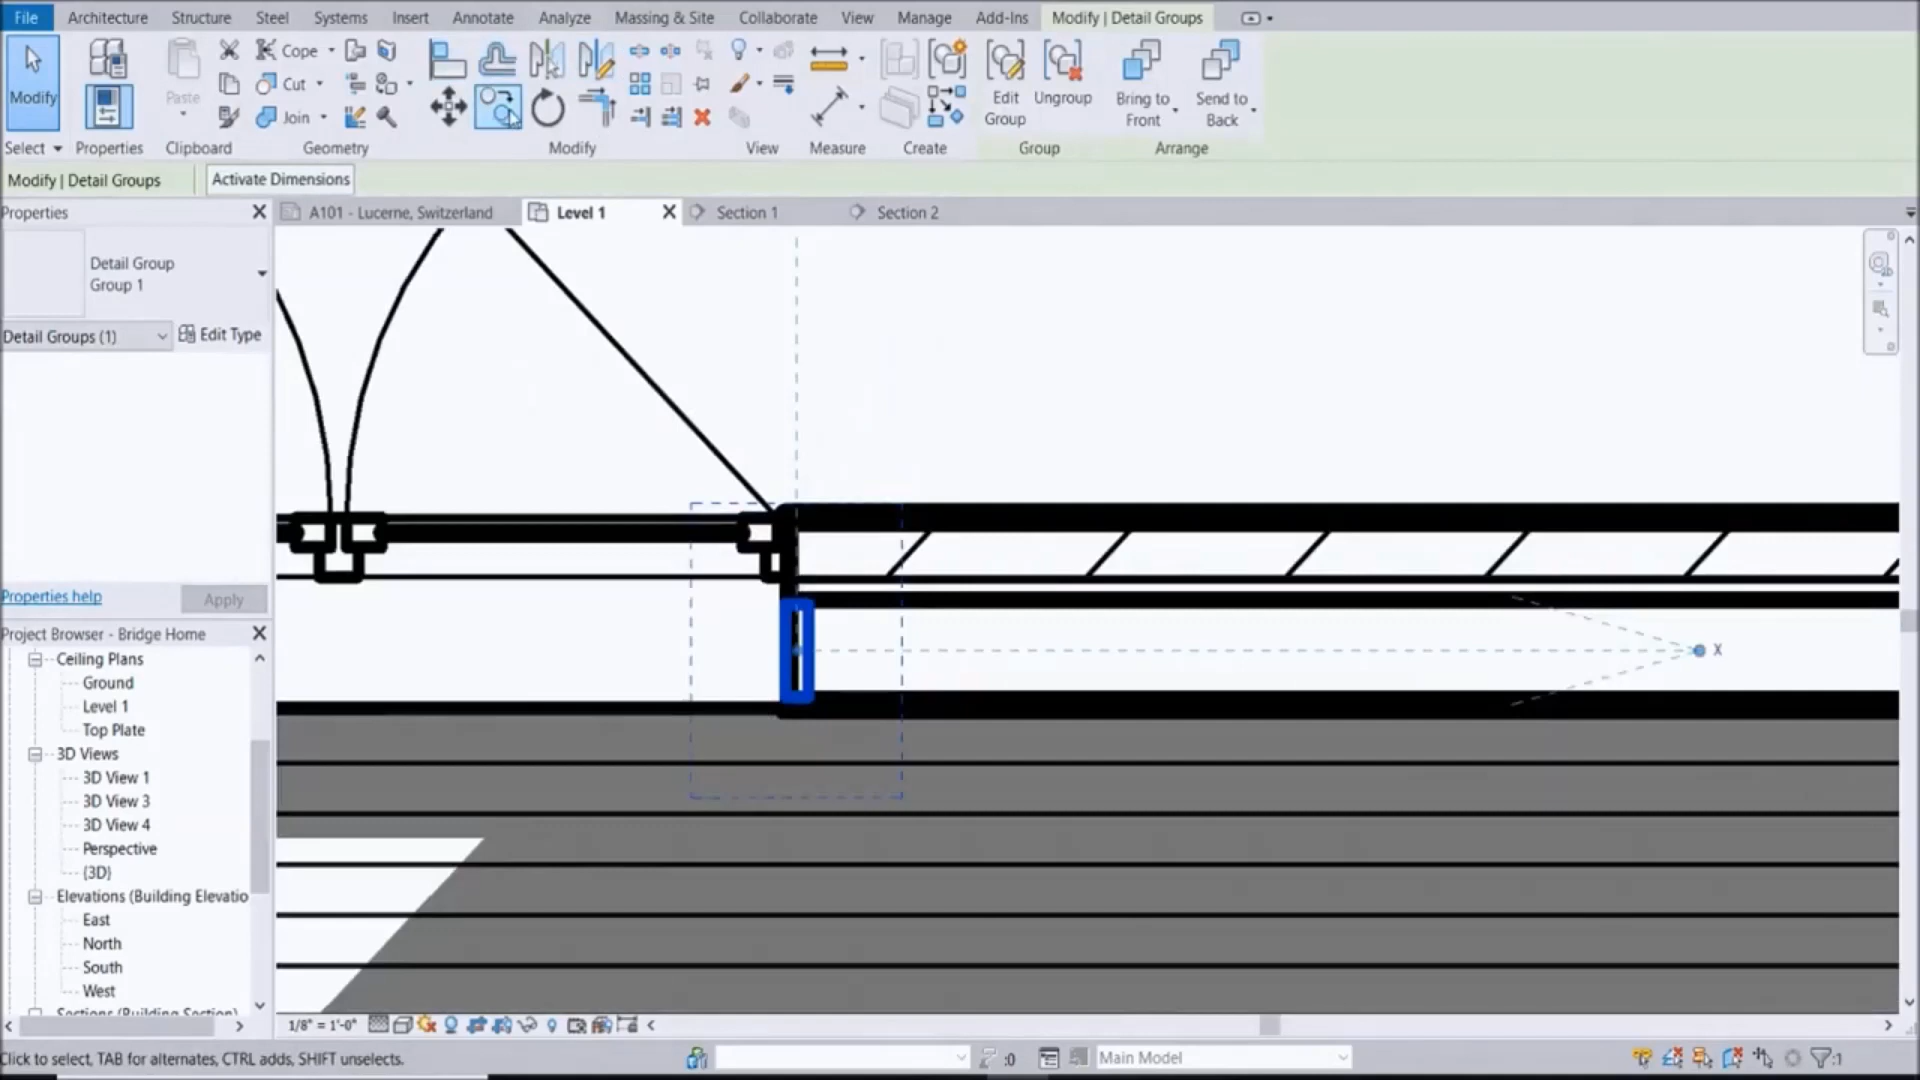 File Architecture Structure Steel Systems Insert Annotate Analyze Massing & Site Collaborate View Manage Add-Ins Modify | Detail Groups
Modify Paste Cope Cut Join Edit Group Ungroup Bring to Front Send to Back
Select Properties Clipboard Geometry Modify View Measure Create Group Arrange
Modify | Detail Groups Activate Dimensions
Properties A101 - Lucerne, Switzerland Level 1 Section 1 Section 2
Detail Group
Group 1
Detail Groups (1) Edit Type
X
Properties help Apply
Project Browser - Bridge Home
Ceiling Plans
Ground
Level 1
Top Plate
3D Views
3D View 1
3D View 3
3D View 4
Perspective
{3D}
Elevations (Building Elevatio
East
North
South
West
Sections (Building Section)
1/8" = 1'-0"
Click to select, TAB for alternates, CTRL adds, SHIFT unselects. :0 Main Model :1